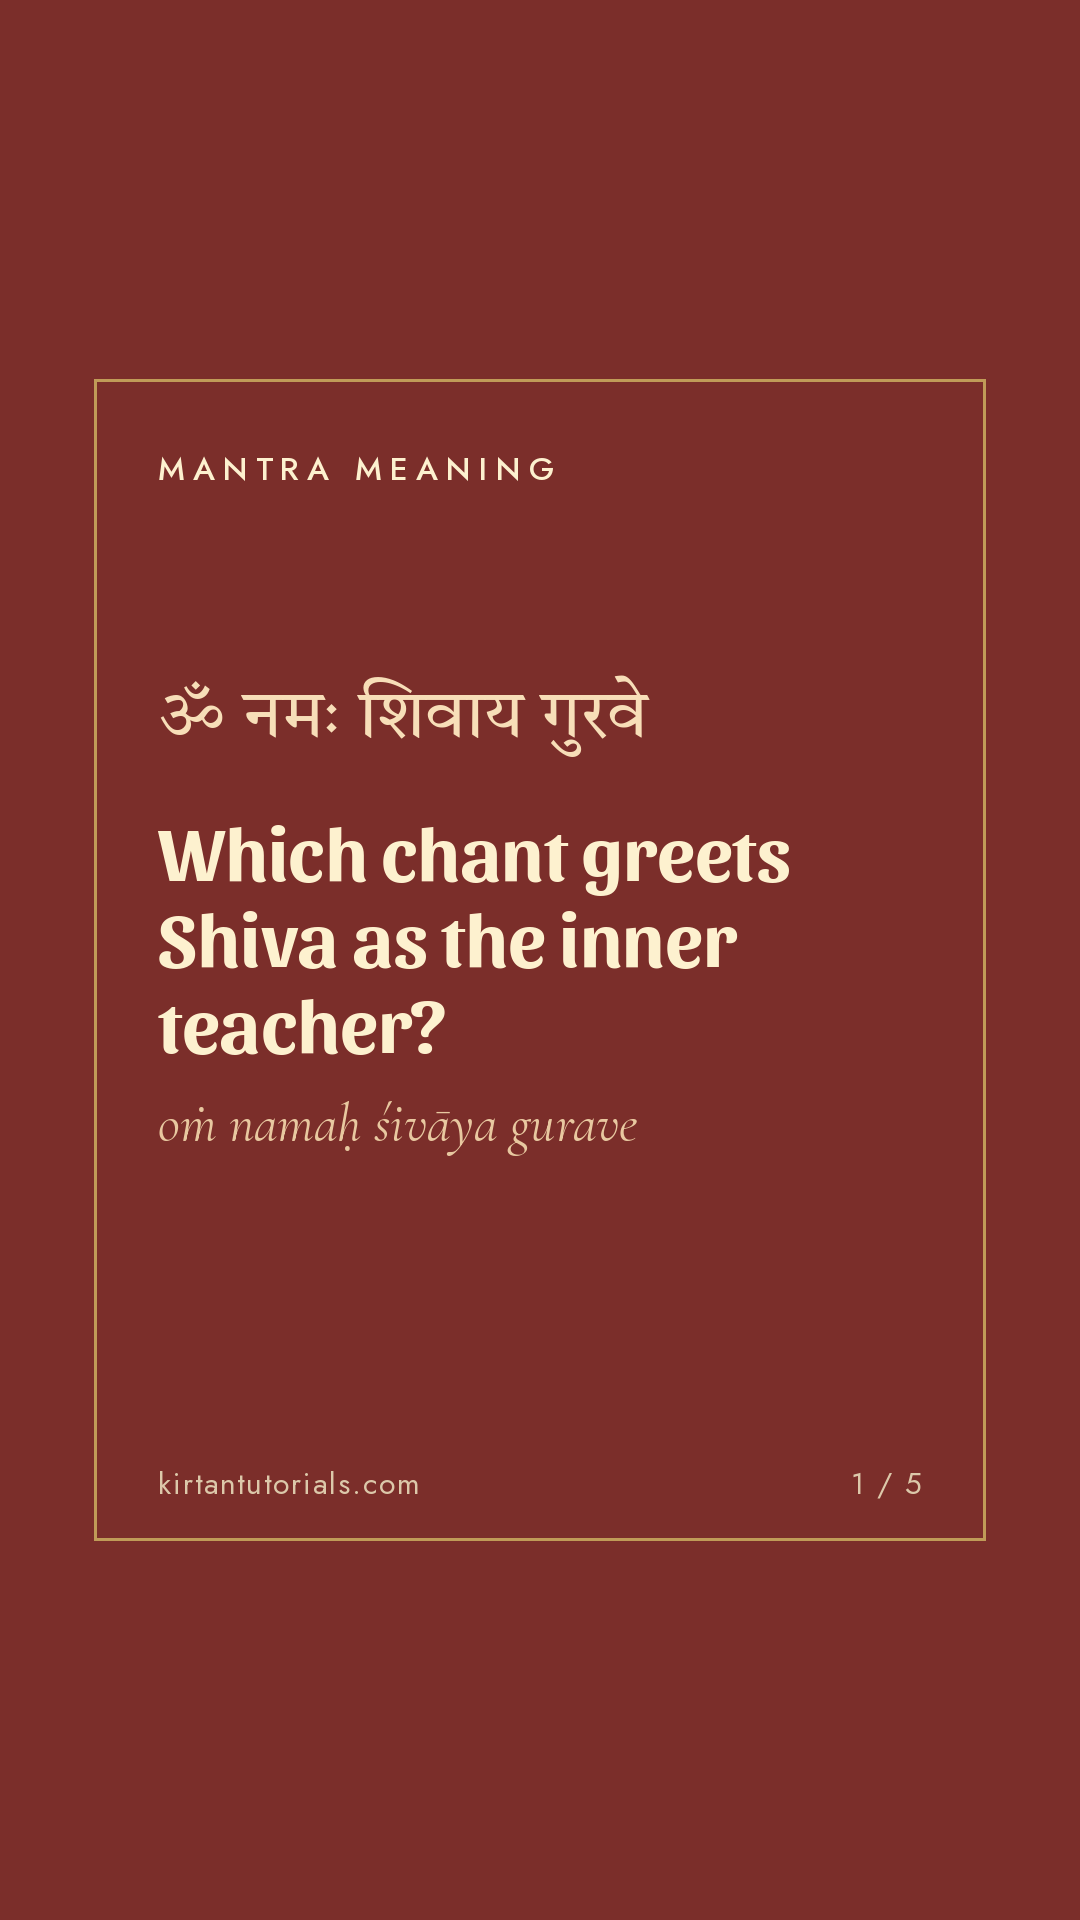 MANTRA MEANING
ॐ नमः शिवाय गुरवे
Which chant greets
Shiva as the inner
teacher?
oṁ namaḥ śivāya gurave
kirtantutorials.com
1 / 5